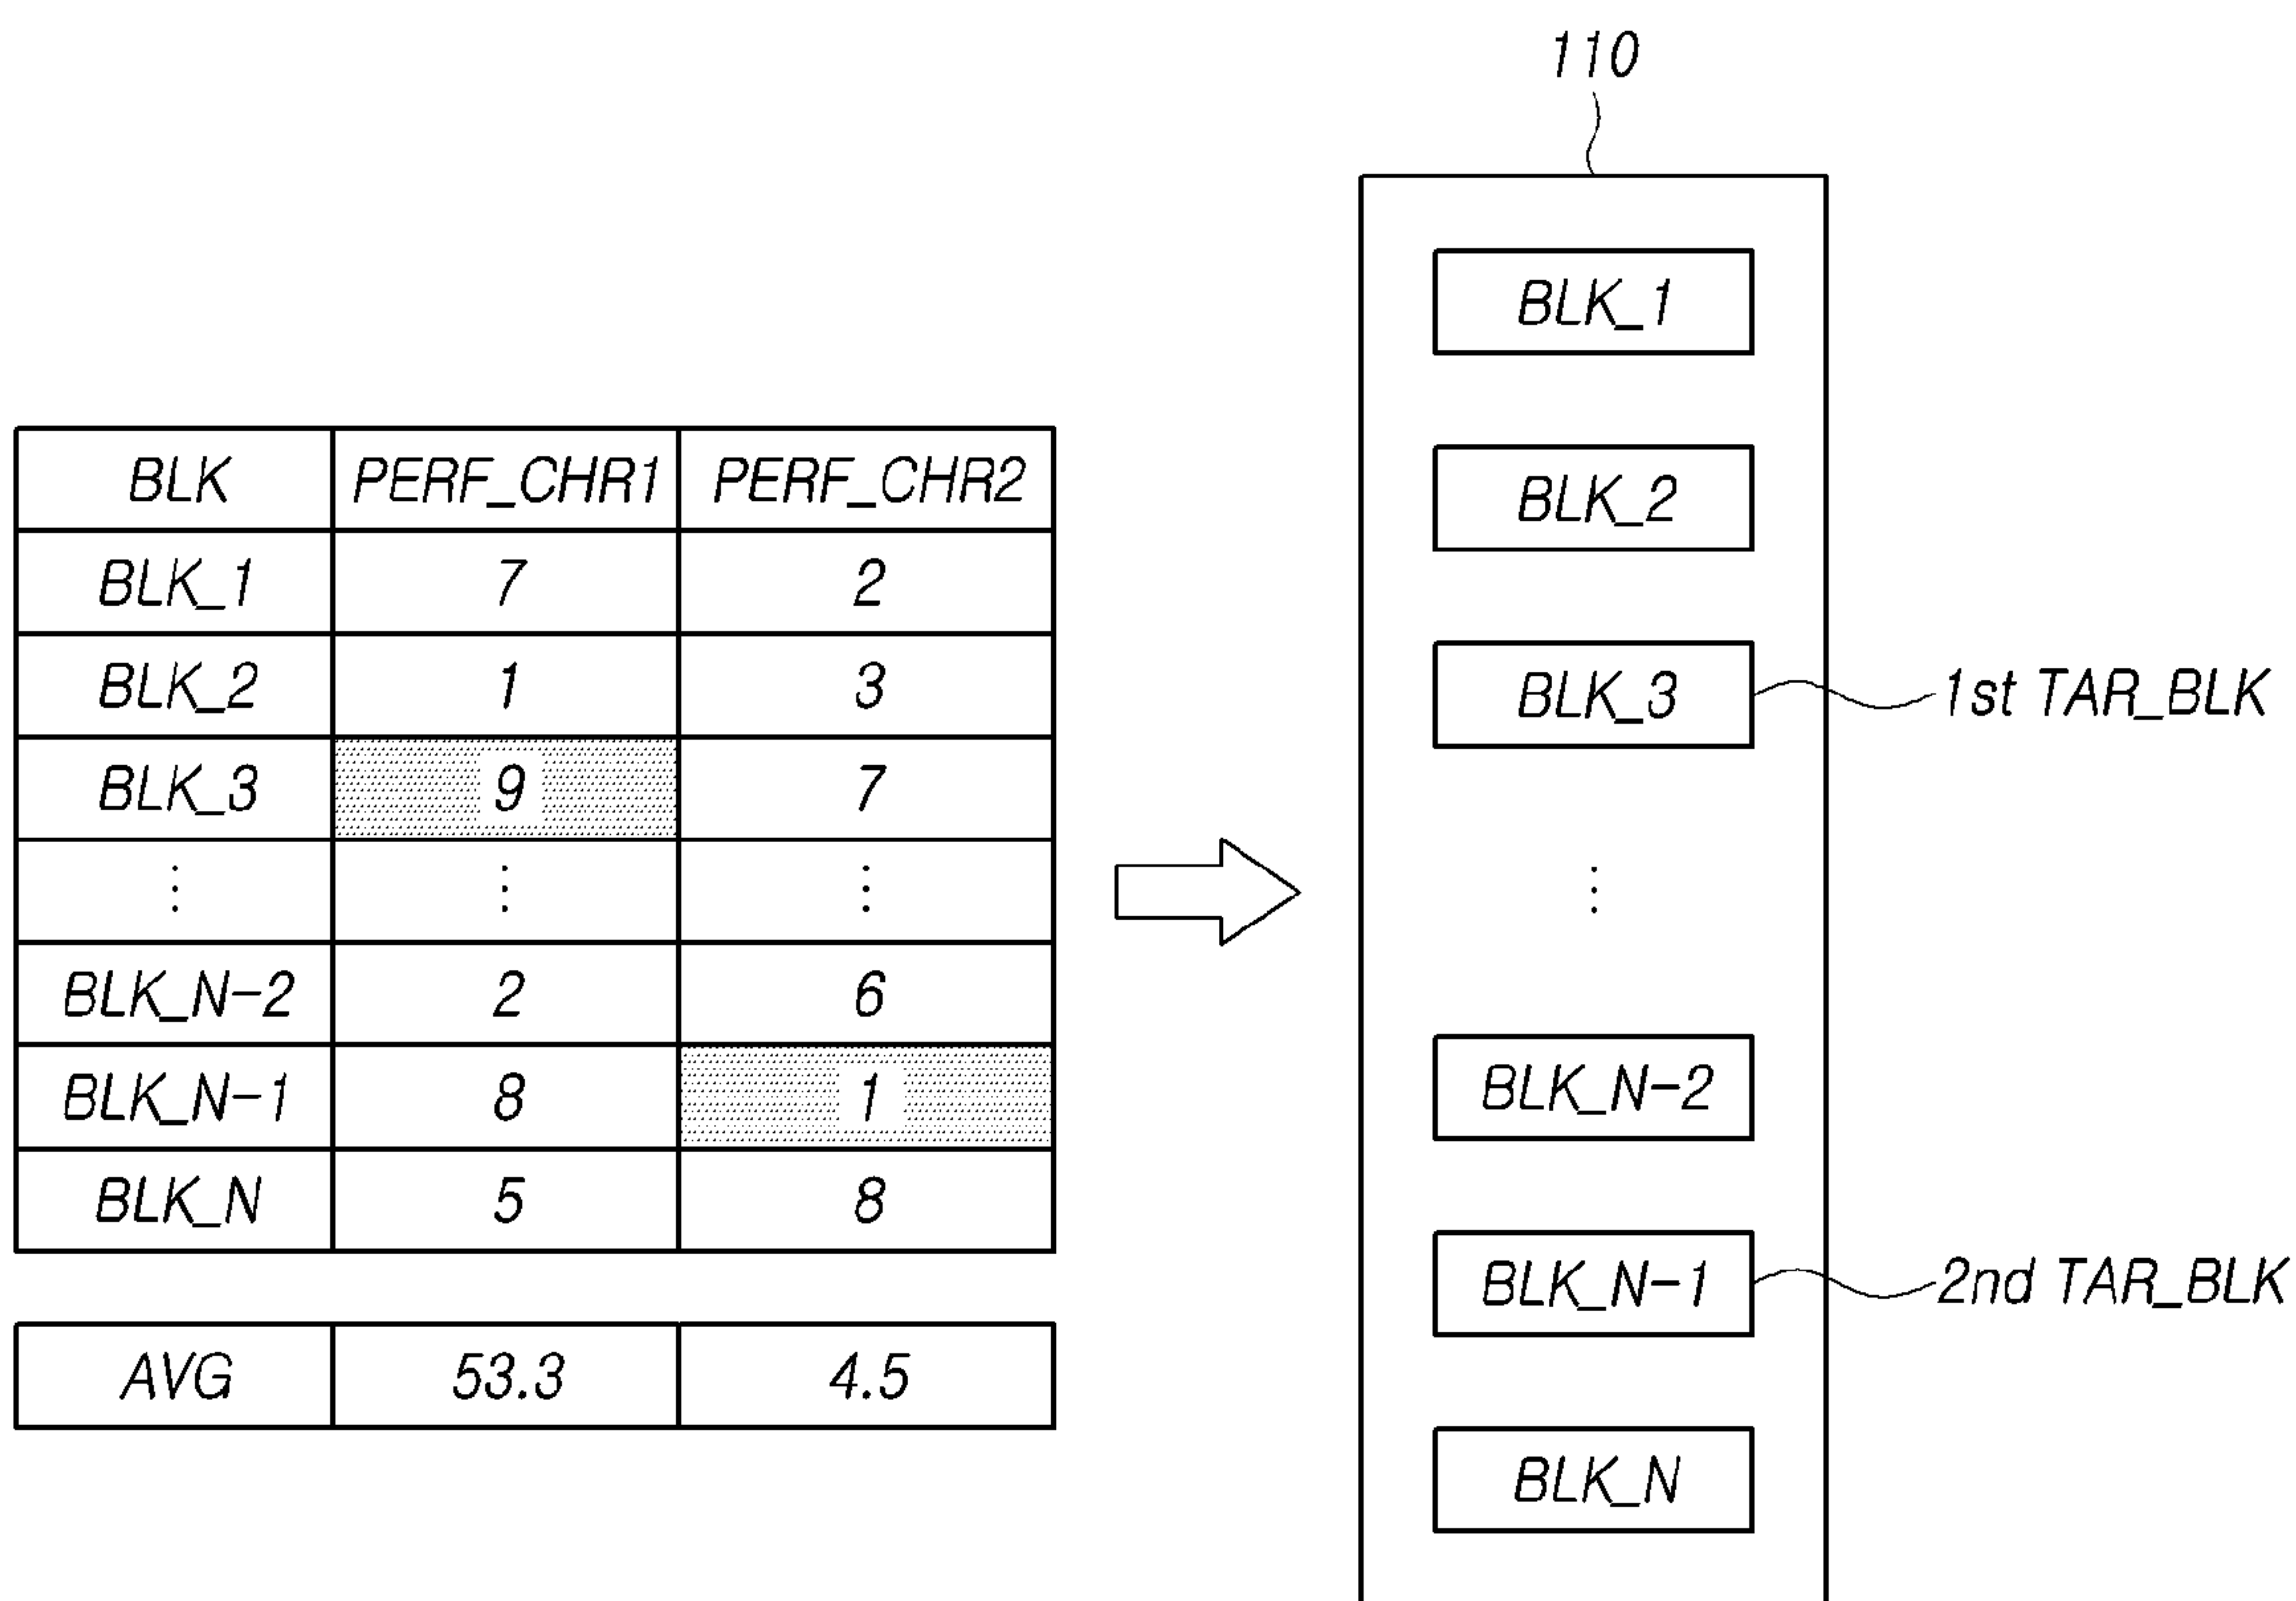 110
BLK PERF_CHR1 PERF_CHR2
BLK_1 7 2
BLK_2 1 3
BLK_3 9 7
⋮ ⋮ ⋮
BLK_N-2 2 6
BLK_N-1 8 1
BLK_N 5 8
AVG 53.3 4.5
BLK_1
BLK_2
BLK_3 1st TAR_BLK
⋮
BLK_N-2
BLK_N-1 2nd TAR_BLK
BLK_N